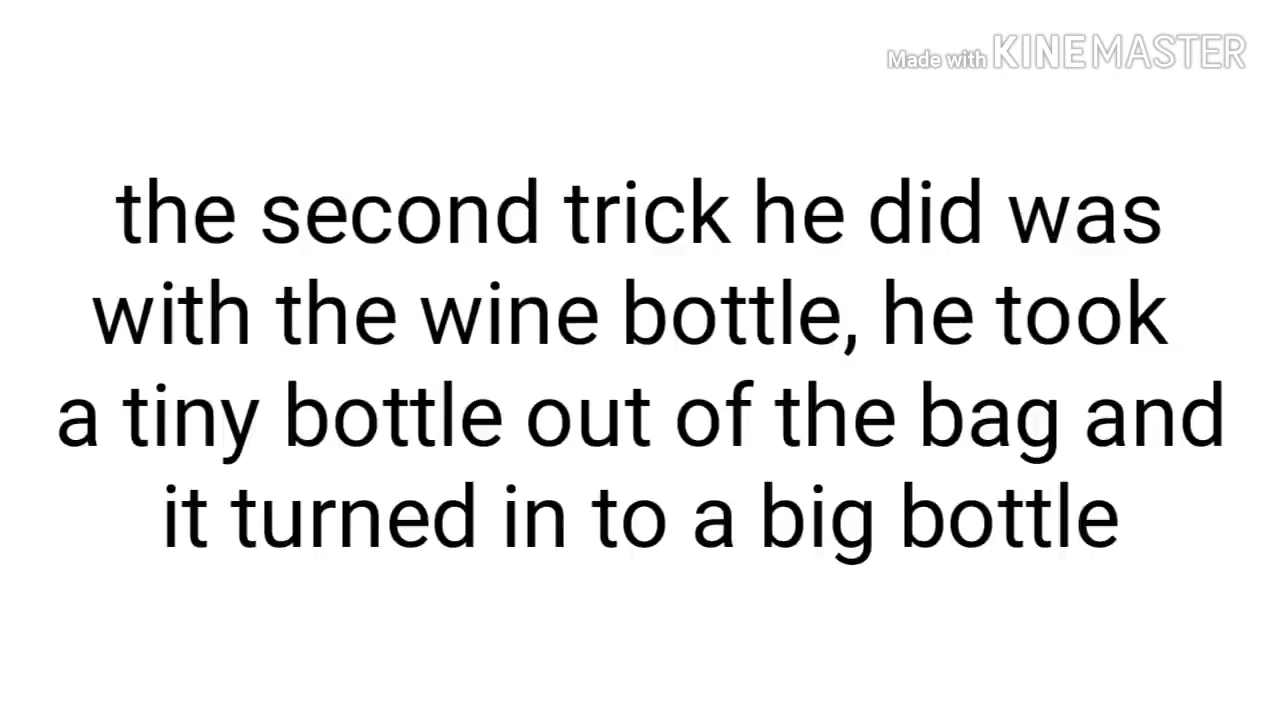 Made with KINEMASTER
the second trick he did was
with the wine bottle, he took
a tiny bottle out of the bag and
it turned in to a big bottle